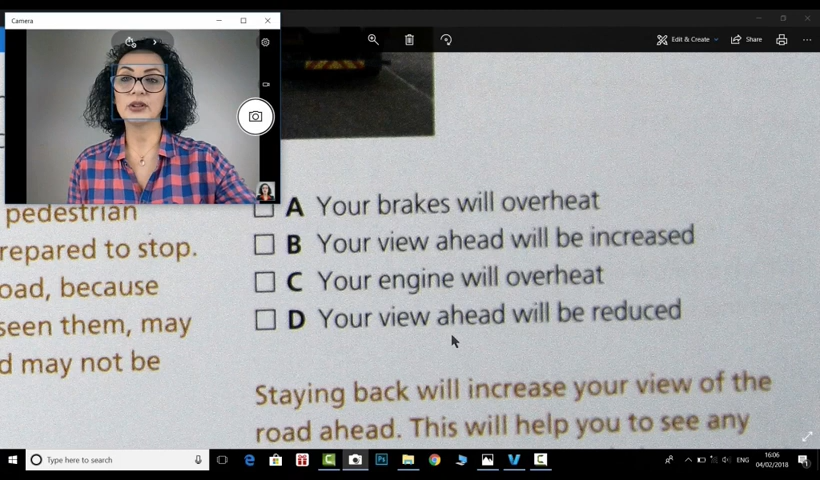 Camera
Edit & Create
Share
A Your brakes will overheat
B Your view ahead will be increased
C Your engine will overheat
D Your view ahead will be reduced
Staying back will increase your view of the
road ahead. This will help you to see any
pedestrian
repared to stop.
oad, because
seen them, may
d may not be
Type here to search
ENG
16:06
04/02/2018